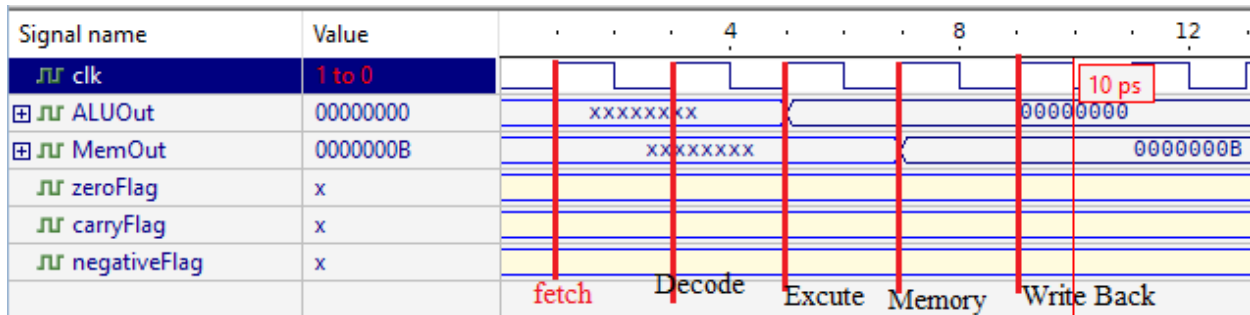 Signal name Value 4 8 12
clk 1 to 0 10 ps
ALUOut 00000000 xxxxxxxx 00000000
MemOut 0000000B xxxxxxxx 0000000B
zeroFlag x
carryFlag x
negativeFlag x
fetch Decode Excute Memory Write Back